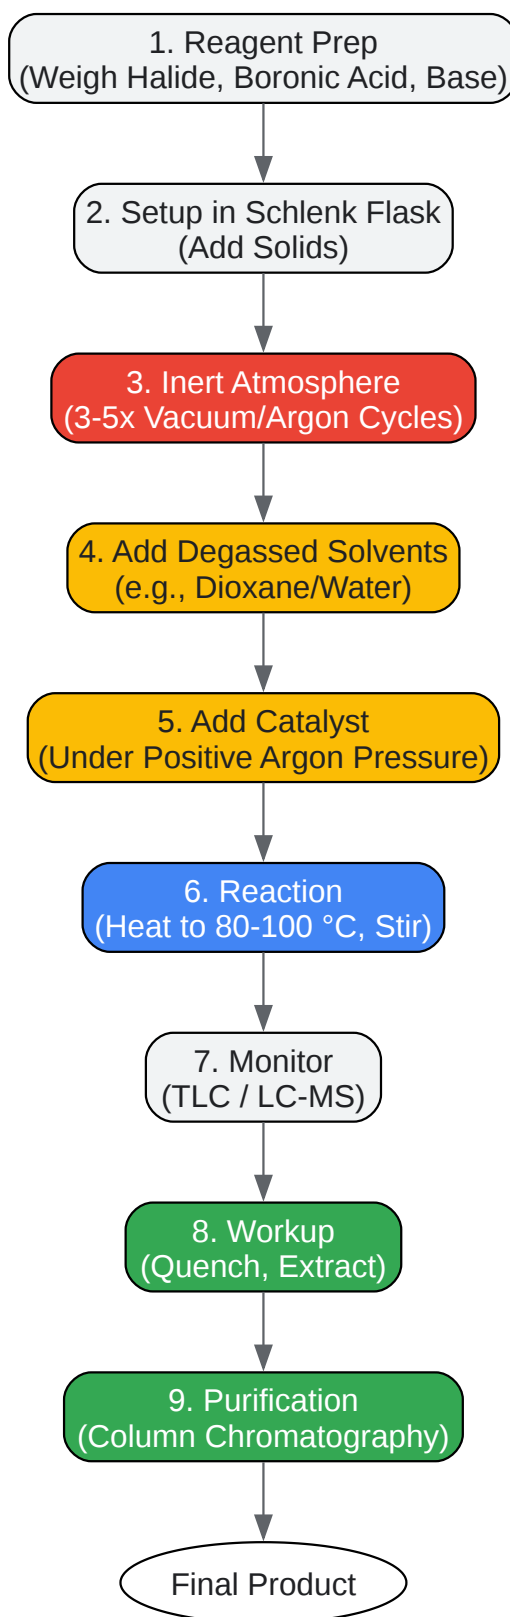 1. Reagent Prep
(Weigh Halide, Boronic Acid, Base)
2. Setup in Schlenk Flask
(Add Solids)
3. Inert Atmosphere
(3-5x Vacuum/Argon Cycles)
4. Add Degassed Solvents
(e.g., Dioxane/Water)
5. Add Catalyst
(Under Positive Argon Pressure)
6. Reaction
(Heat to 80-100 °C, Stir)
7. Monitor
(TLC / LC-MS)
8. Workup
(Quench, Extract)
9. Purification
(Column Chromatography)
Final Product